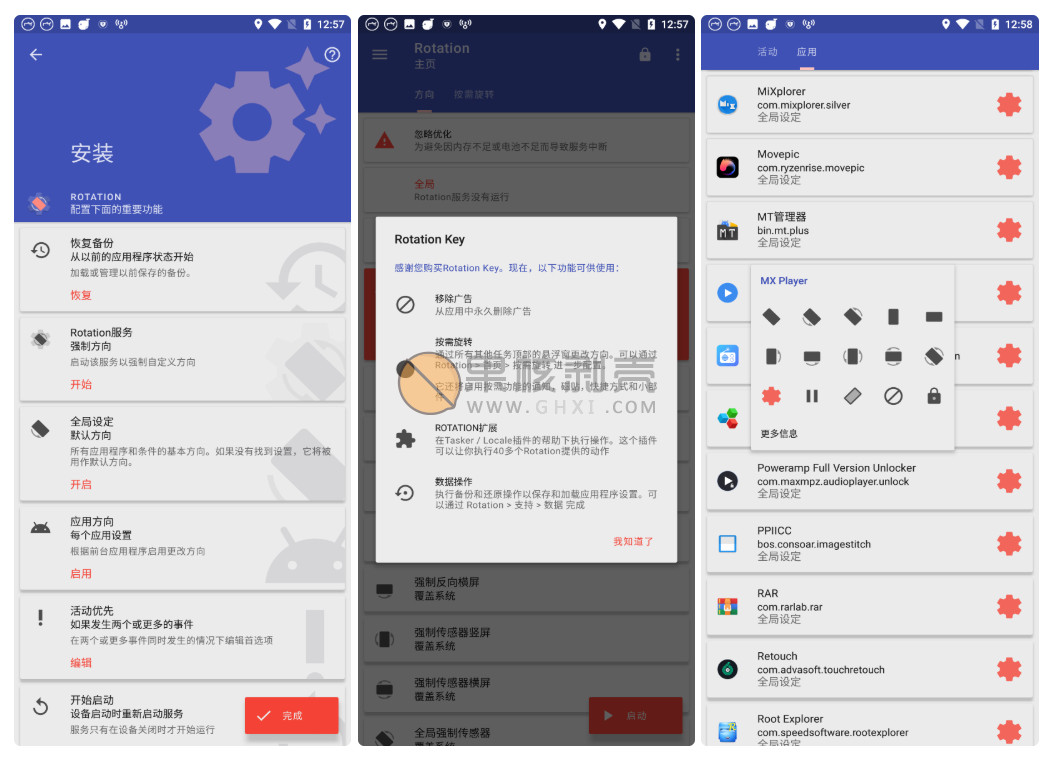 12:57
安装
ROTATION
配置下面的重要功能
恢复备份
从以前的应用程序状态开始
加载或管理以前保存的备份。
恢复
Rotation服务
强制方向
启动该服务以强制自定义方向
开始
全局设定
默认方向
所有应用程序和条件的基本方向。如果没有找到设置，它将被
用作默认方向。
开启
应用方向
每个应用设置
根据前台应用程序启用更改方向
启用
活动优先
如果发生两个或更多的事件
在两个或更多事件同时发生的情况下编辑首选项
编辑
开始启动
设备启动时重新启动服务
服务只有在设备关闭时才开始运行
完成
12:57
Rotation
主页
方向 按需旋转
忽略优化
为避免因内存不足或电池不足而导致服务中断
全局
Rotation服务没有运行
Rotation Key
感谢您购买Rotation Key。现在，以下功能可供使用：
移除广告
从应用中永久删除广告
按需旋转
通过所有其他任务顶部的悬浮窗更改方向。可以通过
Rotation > 首页 > 按需旋转 进一步配置。
它还将启用按需功能的通知、磁贴、快捷方式和小部
件
ROTATION扩展
在Tasker / Locale插件的帮助下执行操作。这个插件
可以让你执行40多个Rotation提供的动作
数据操作
执行备份和还原操作以保存和加载应用程序设置。可
以通过 Rotation > 支持 > 数据 完成
我知道了
果核剥壳
WWW.GHXI.COM
强制反向横屏
覆盖系统
强制传感器竖屏
覆盖系统
强制传感器横屏
覆盖系统
全局强制传感器
覆盖系统
启动
12:58
活动 应用
MiXplorer
com.mixplorer.silver
全局设定
Movepic
com.ryzenrise.movepic
全局设定
MT管理器
bin.mt.plus
全局设定
MX Player
更多信息
Poweramp Full Version Unlocker
com.maxmpz.audioplayer.unlock
全局设定
PPIICC
bos.consoar.imagestitch
全局设定
RAR
com.rarlab.rar
全局设定
Retouch
com.advasoft.touchretouch
全局设定
Root Explorer
com.speedsoftware.rootexplorer
全局设定